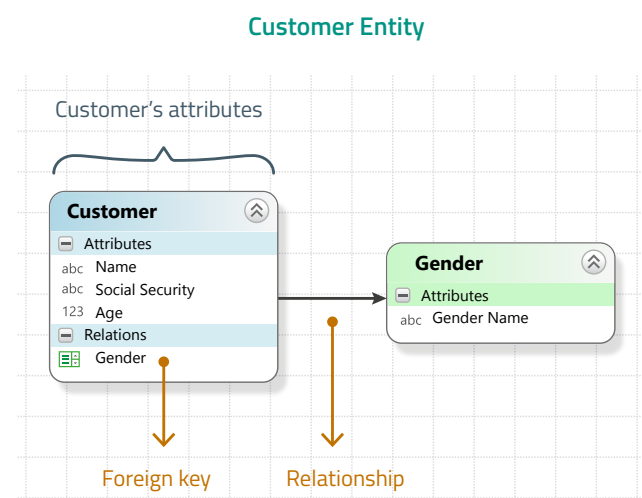 Customer Entity
Customer's attributes
Customer
Attributes
abc Name
abc Social Security
123 Age
Relations
Gender
Gender
Attributes
abc Gender Name
Foreign key
Relationship